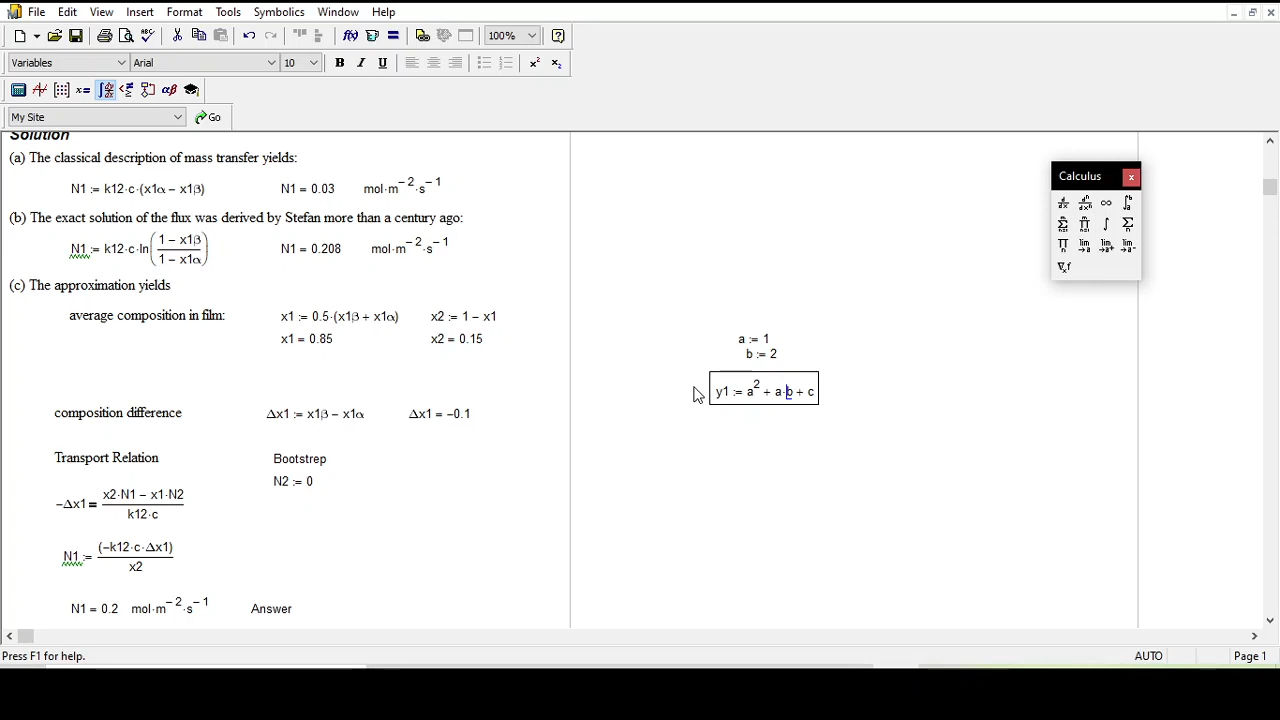 File Edit View Insert Format Tools Symbolics Window Help
100%
Variables Arial 10 B I U x² x₂
x= αβ
My Site Go
Solution
(a) The classical description of mass transfer yields:
N1 := k12·c·(x1α − x1β) N1 = 0.03 mol·m^−2·s^−1
(b) The exact solution of the flux was derived by Stefan more than a century ago:
N1 := k12·c·ln((1 − x1β)/(1 − x1α)) N1 = 0.208 mol·m^−2·s^−1
(c) The approximation yields
average composition in film: x1 := 0.5·(x1β + x1α) x2 := 1 − x1
x1 = 0.85 x2 = 0.15
composition difference Δx1 := x1β − x1α Δx1 = −0.1
Transport Relation Bootstrep
N2 := 0
−Δx1 = (x2·N1 − x1·N2)/(k12·c)
N1 := (−k12·c·Δx1)/x2
N1 = 0.2 mol·m^−2·s^−1 Answer
a := 1
b := 2
y1 := a^2 + a·b + c
Calculus x
Press F1 for help. AUTO Page 1